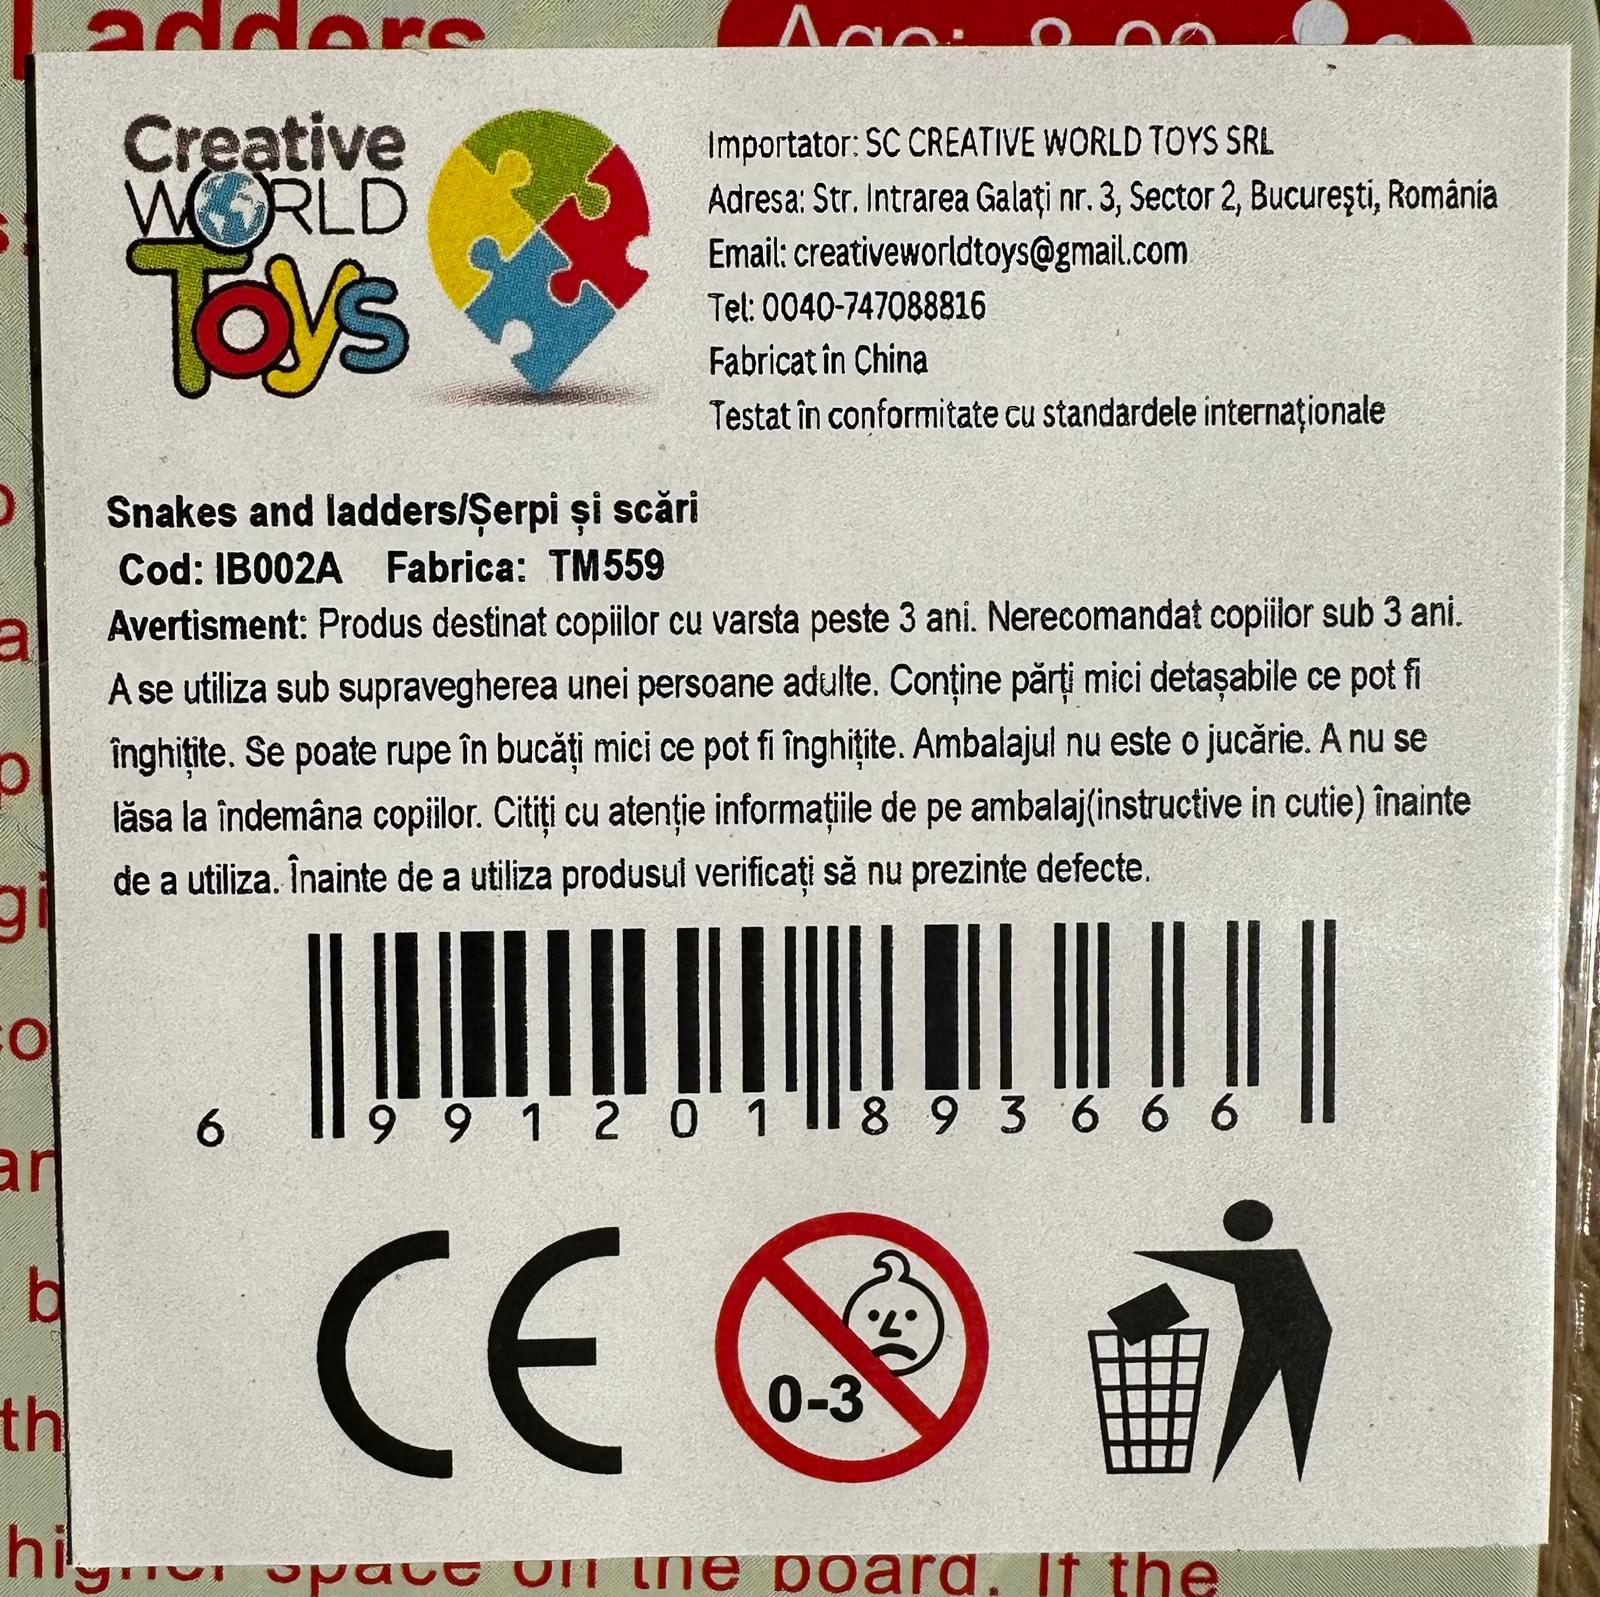 Ladders
Age: 8-99
Creative
WORLD
Toys
Importator: SC CREATIVE WORLD TOYS SRL
Adresa: Str. Intrarea Galați nr. 3, Sector 2, București, România
Email: creativeworldtoys@gmail.com
Tel: 0040-747088816
Fabricat în China
Testat în conformitate cu standardele internaționale
Snakes and ladders/Șerpi și scări
Cod: IB002A Fabrica: TM559
Avertisment: Produs destinat copiilor cu varsta peste 3 ani. Nerecomandat copiilor sub 3 ani.
A se utiliza sub supravegherea unei persoane adulte. Conține părți mici detașabile ce pot fi
înghițite. Se poate rupe în bucăți mici ce pot fi înghițite. Ambalajul nu este o jucărie. A nu se
lăsa la îndemâna copiilor. Citiți cu atenție informațiile de pe ambalaj(instructive in cutie) înainte
de a utiliza. Înainte de a utiliza produsul verificați să nu prezinte defecte.
6 991201 893666
CE
0-3
higher space on the board. If the